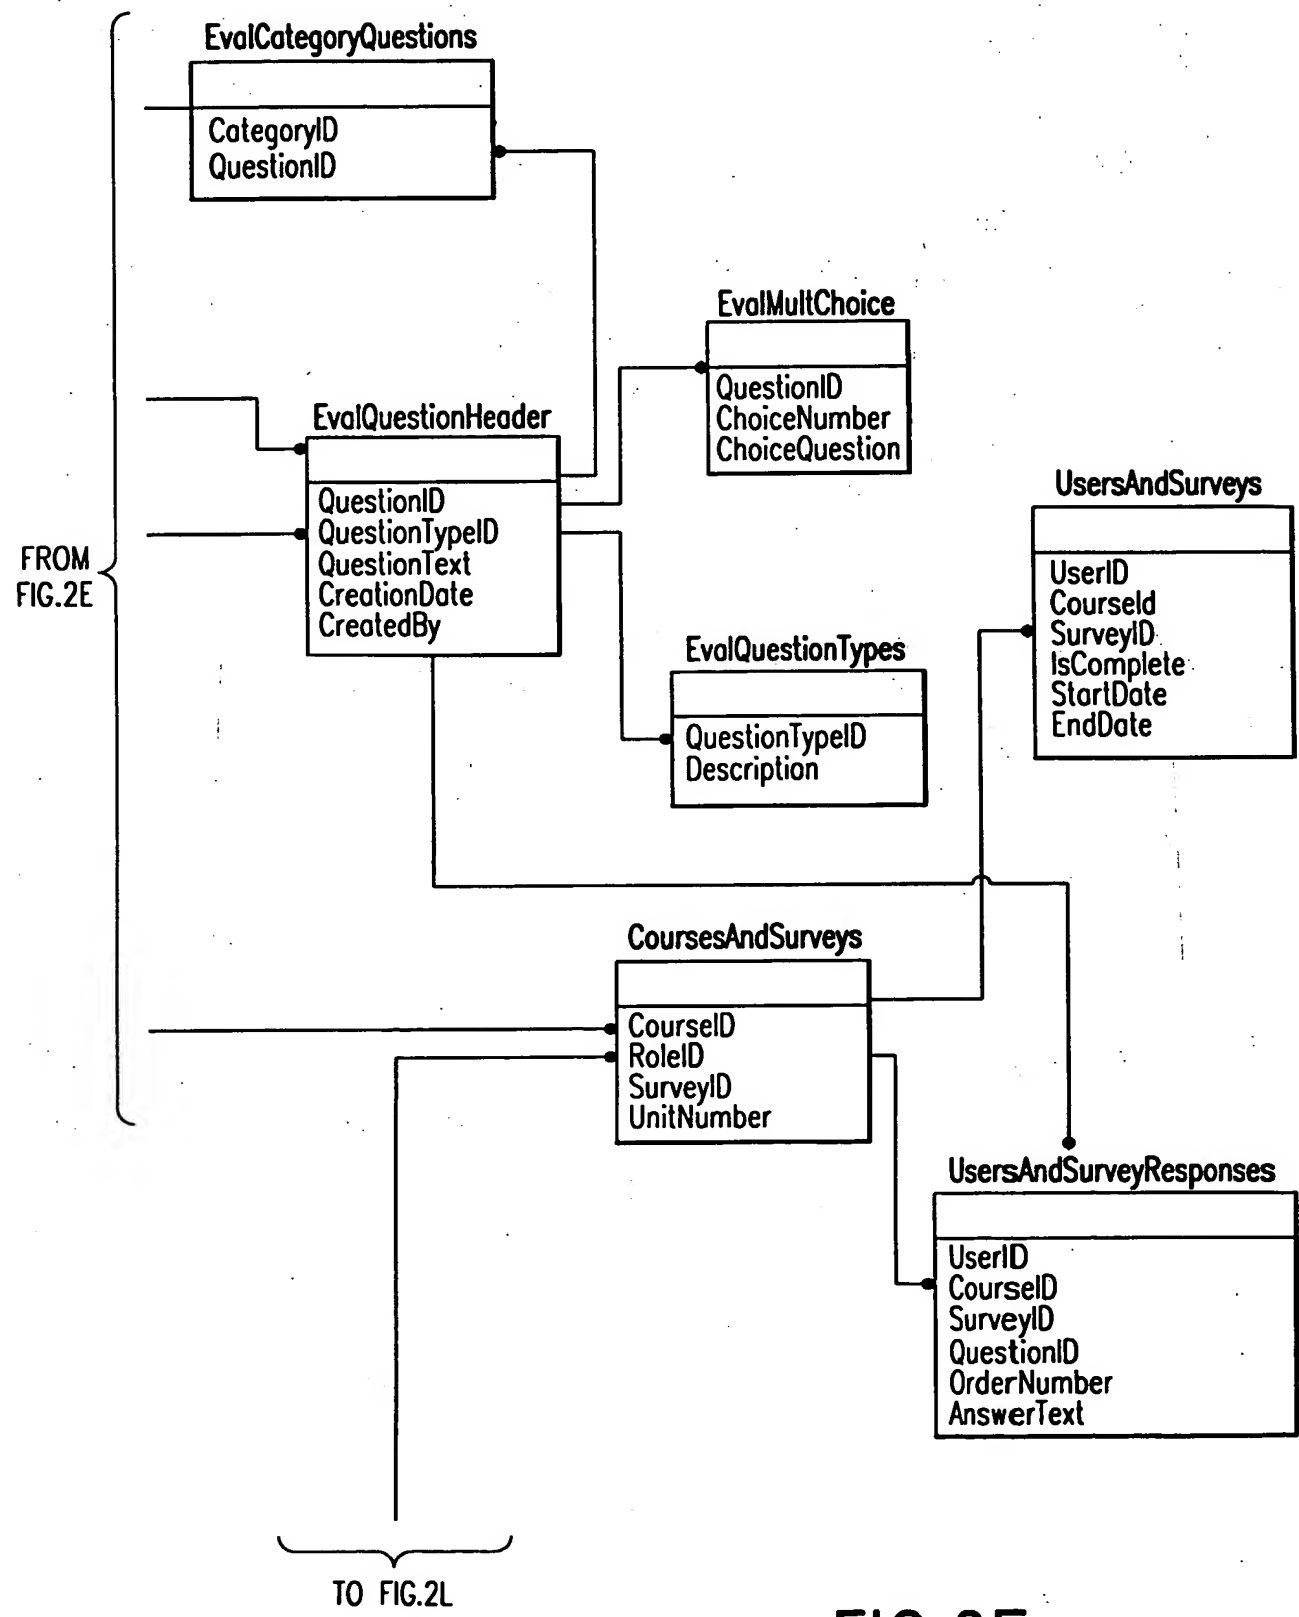 EvalCategoryQuestions
CategoryID
QuestionID
EvalMultChoice
QuestionID
ChoiceNumber
ChoiceQuestion
EvalQuestionHeader
QuestionID
QuestionTypeID
QuestionText
CreationDate
CreatedBy
FROM
FIG.2E
UsersAndSurveys
UserID
CourseId
SurveyID
IsComplete
StartDate
EndDate
EvalQuestionTypes
QuestionTypeID
Description
CoursesAndSurveys
CourseID
RoleID
SurveyID
UnitNumber
UsersAndSurveyResponses
UserID
CourseID
SurveyID
QuestionID
OrderNumber
AnswerText
TO FIG.2L